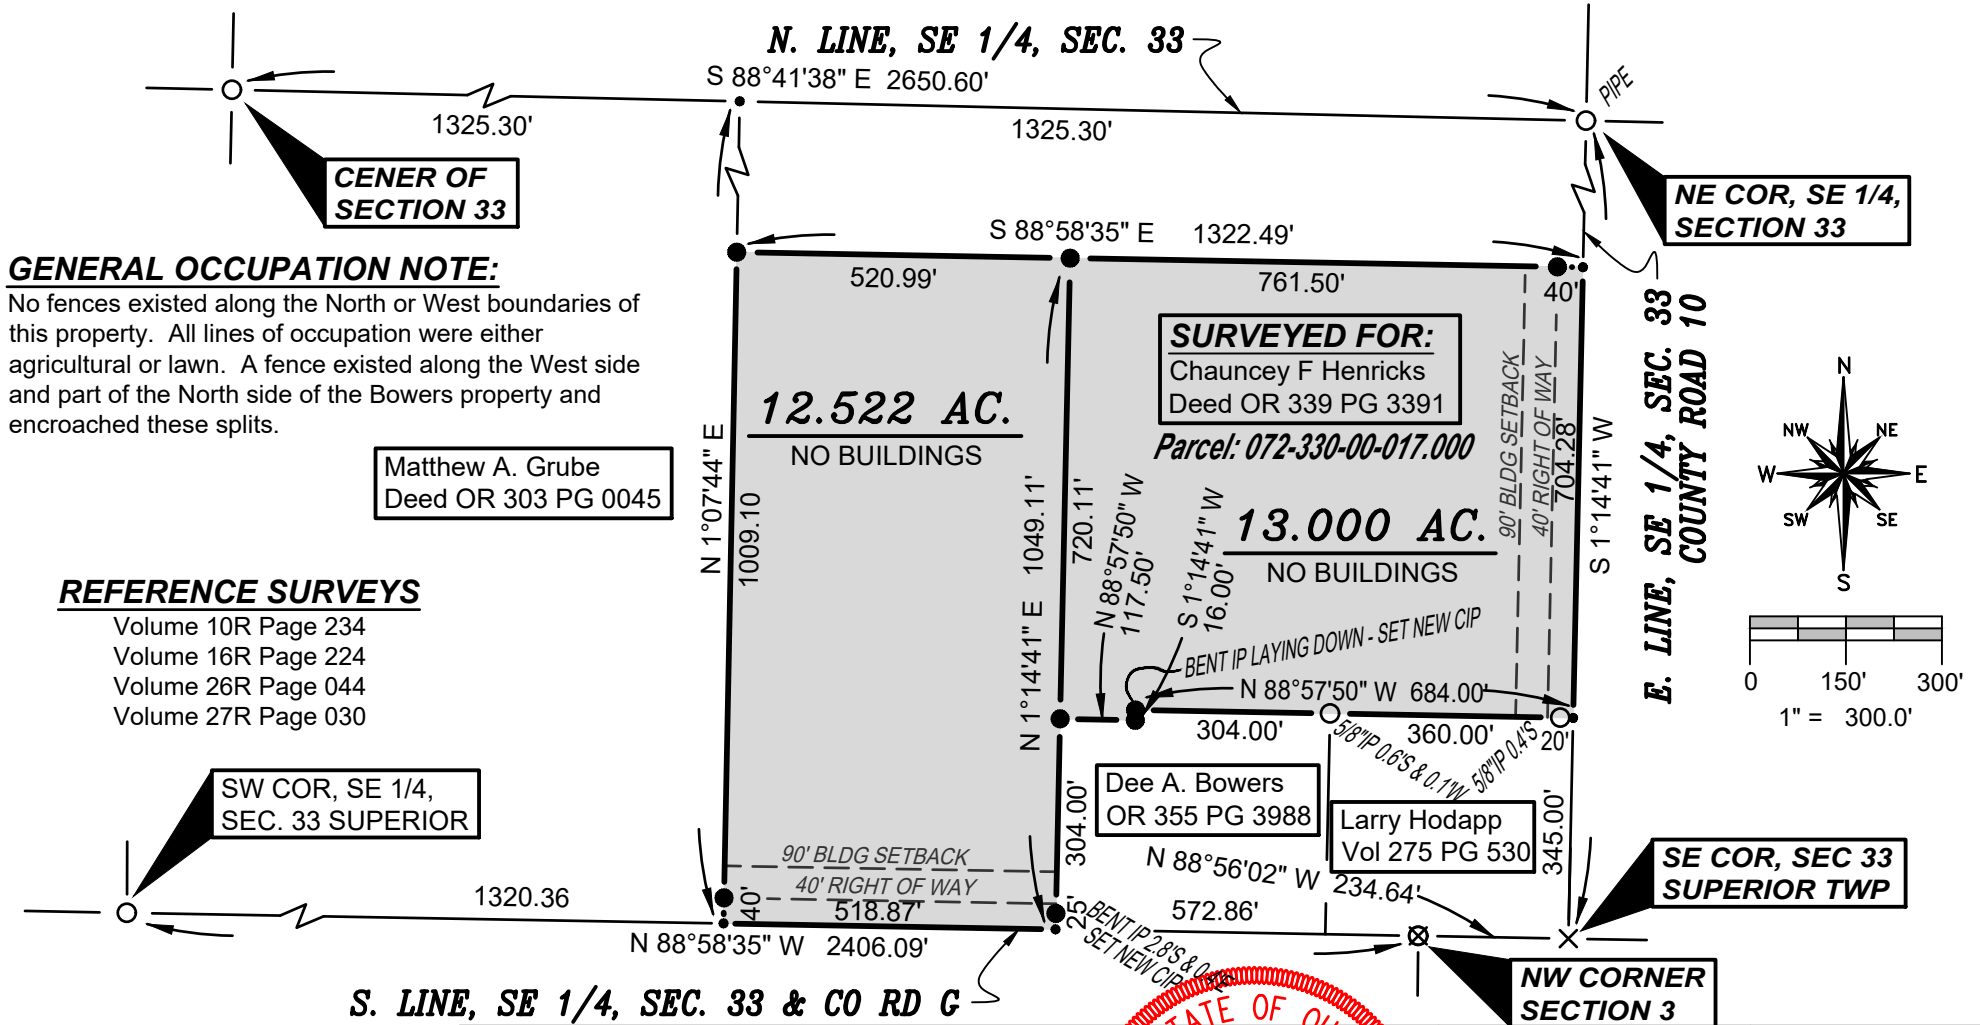 N. LINE, SE 1/4, SEC. 33
S 88°41'38" E 2650.60'
1325.30'
1325.30'
PIPE
CENER OF
SECTION 33
NE COR, SE 1/4,
SECTION 33
S 88°58'35" E 1322.49'
520.99'
761.50'
40'
GENERAL OCCUPATION NOTE:
No fences existed along the North or West boundaries of
this property. All lines of occupation were either
agricultural or lawn. A fence existed along the West side
and part of the North side of the Bowers property and
encroached these splits.
SURVEYED FOR:
Chauncey F Henricks
Deed OR 339 PG 3391
Parcel: 072-330-00-017.000
12.522 AC.
NO BUILDINGS
13.000 AC.
NO BUILDINGS
Matthew A. Grube
Deed OR 303 PG 0045
N 1°07'44" E
1009.10
N 1°14'41" E 1049.11'
720.11'
N 88°57'50" W
117.50'
S 1°14'41" W
16.00'
90' BLDG SETBACK
40' RIGHT OF WAY
704.28'
S 1°14'41" W
E. LINE, SE 1/4, SEC. 33
COUNTY ROAD 10
N
NE
E
SE
S
SW
W
NW
0 150' 300'
1" = 300.0'
REFERENCE SURVEYS
Volume 10R Page 234
Volume 16R Page 224
Volume 26R Page 044
Volume 27R Page 030
BENT IP LAYING DOWN - SET NEW CIP
N 88°57'50" W 684.00'
304.00'
360.00'
20'
5/8"IP 0.6'S & 0.1'W
5/8"IP 0.4'S
SW COR, SE 1/4,
SEC. 33 SUPERIOR
Dee A. Bowers
OR 355 PG 3988
Larry Hodapp
Vol 275 PG 530
304.00'
345.00'
SE COR, SEC 33
SUPERIOR TWP
90' BLDG SETBACK
40' RIGHT OF WAY
N 88°56'02" W 234.64'
1320.36
40'
518.87'
25'
572.86'
N 88°58'35" W 2406.09'
BENT IP 2.8'S &
SET NEW CIP
NW CORNER
SECTION 3
S. LINE, SE 1/4, SEC. 33 & CO RD G
OF